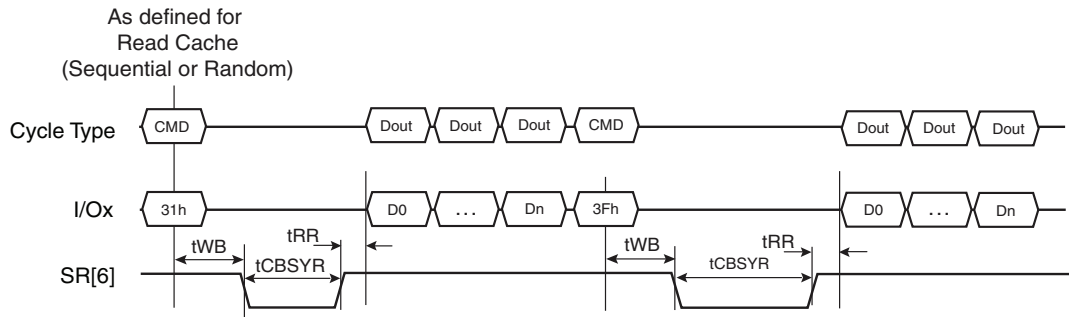 As defined for
Read Cache
(Sequential or Random)
Cycle Type CMD Dout Dout Dout CMD Dout Dout Dout
I/Ox 31h D0 ... Dn 3Fh D0 ... Dn
tWB tRR tWB tRR
SR[6] tCBSYR tCBSYR